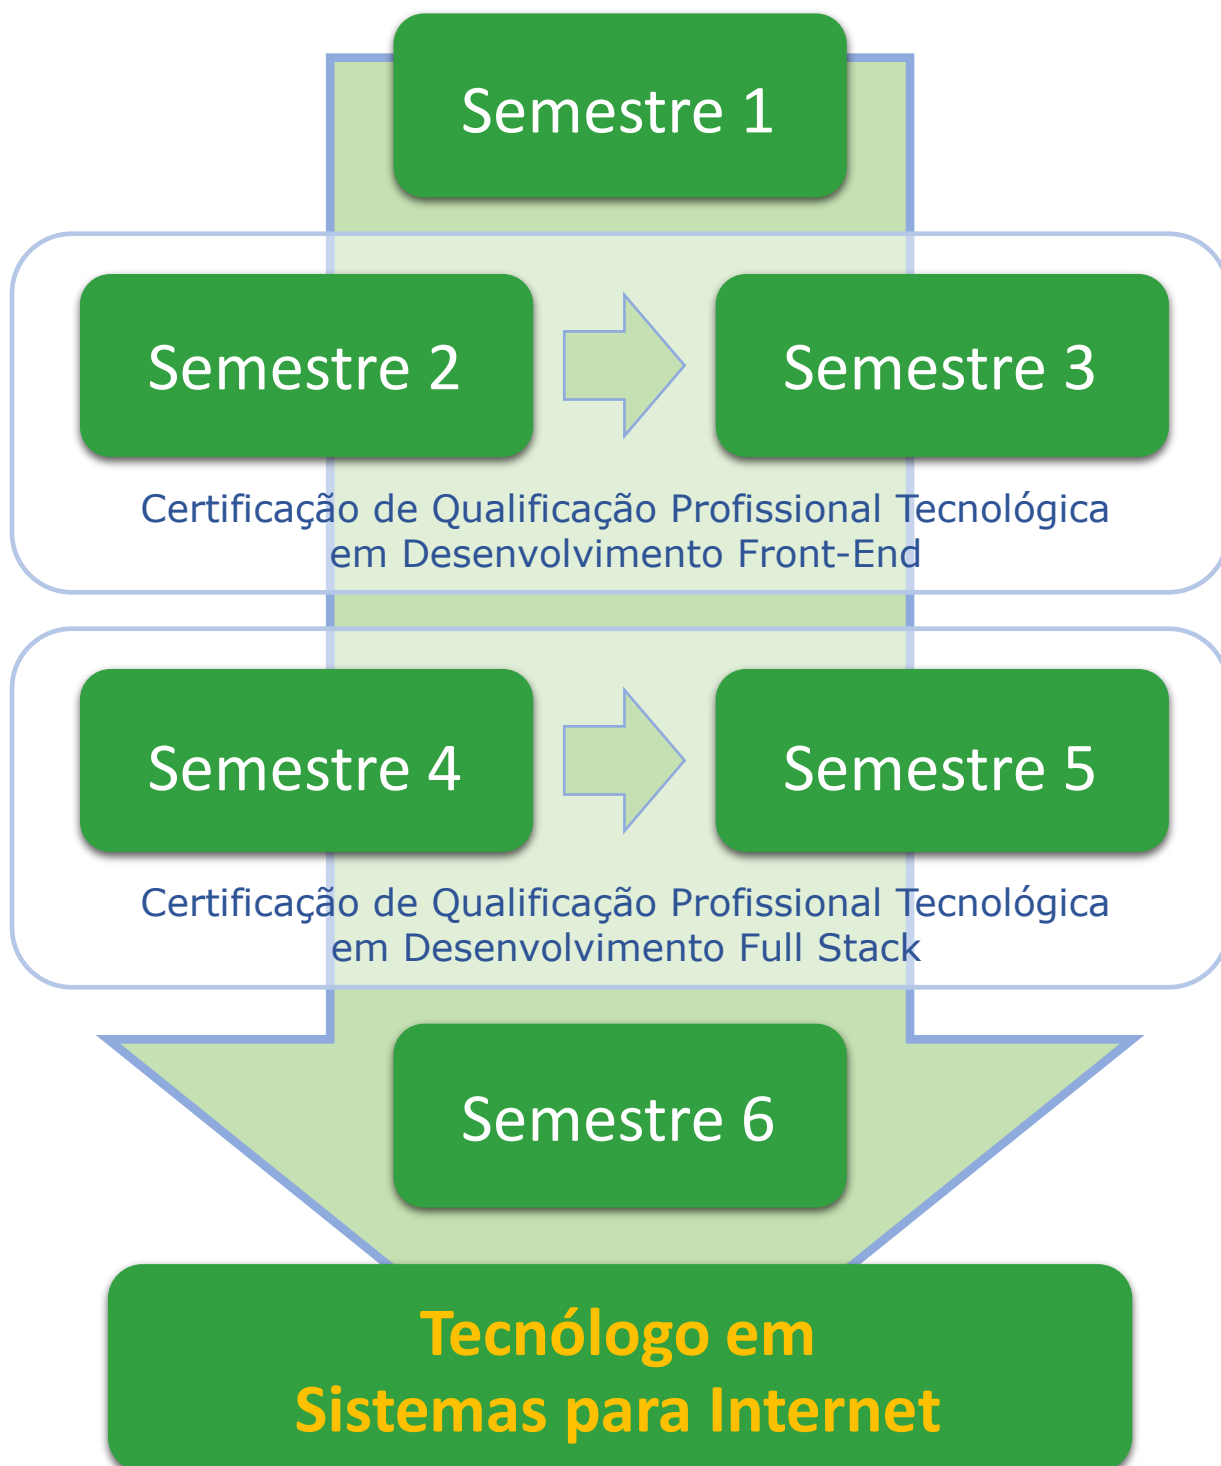 Semestre 1
Semestre 2
Semestre 3
Certificação de Qualificação Profissional Tecnológica
em Desenvolvimento Front-End
Semestre 4
Semestre 5
Certificação de Qualificação Profissional Tecnológica
em Desenvolvimento Full Stack
Semestre 6
Tecnólogo em
Sistemas para Internet